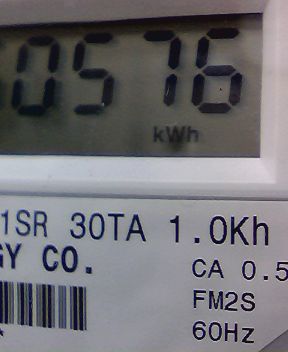 0576
kWh
1SR 30TA 1.0Kh
GY CO.
CA 0.5
FM2S
60Hz